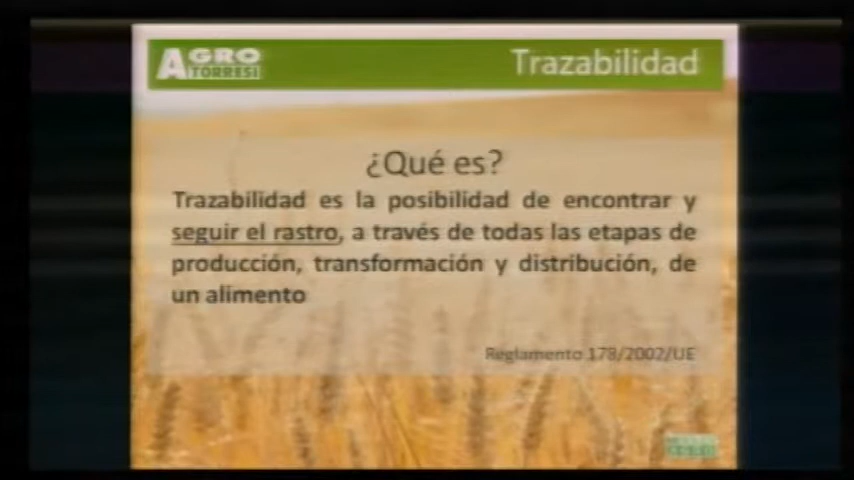 AGRO
TORRESI
Trazabilidad
¿Qué es?
Trazabilidad es la posibilidad de encontrar y
seguir el rastro, a través de todas las etapas de
producción, transformación y distribución, de
un alimento
Reglamento 178/2002/UE